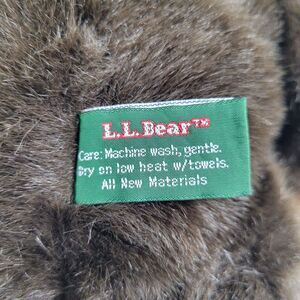 L.L.Bear™
Care: Machine wash, gentle.
Dry on low heat w/towels.
All New Materials